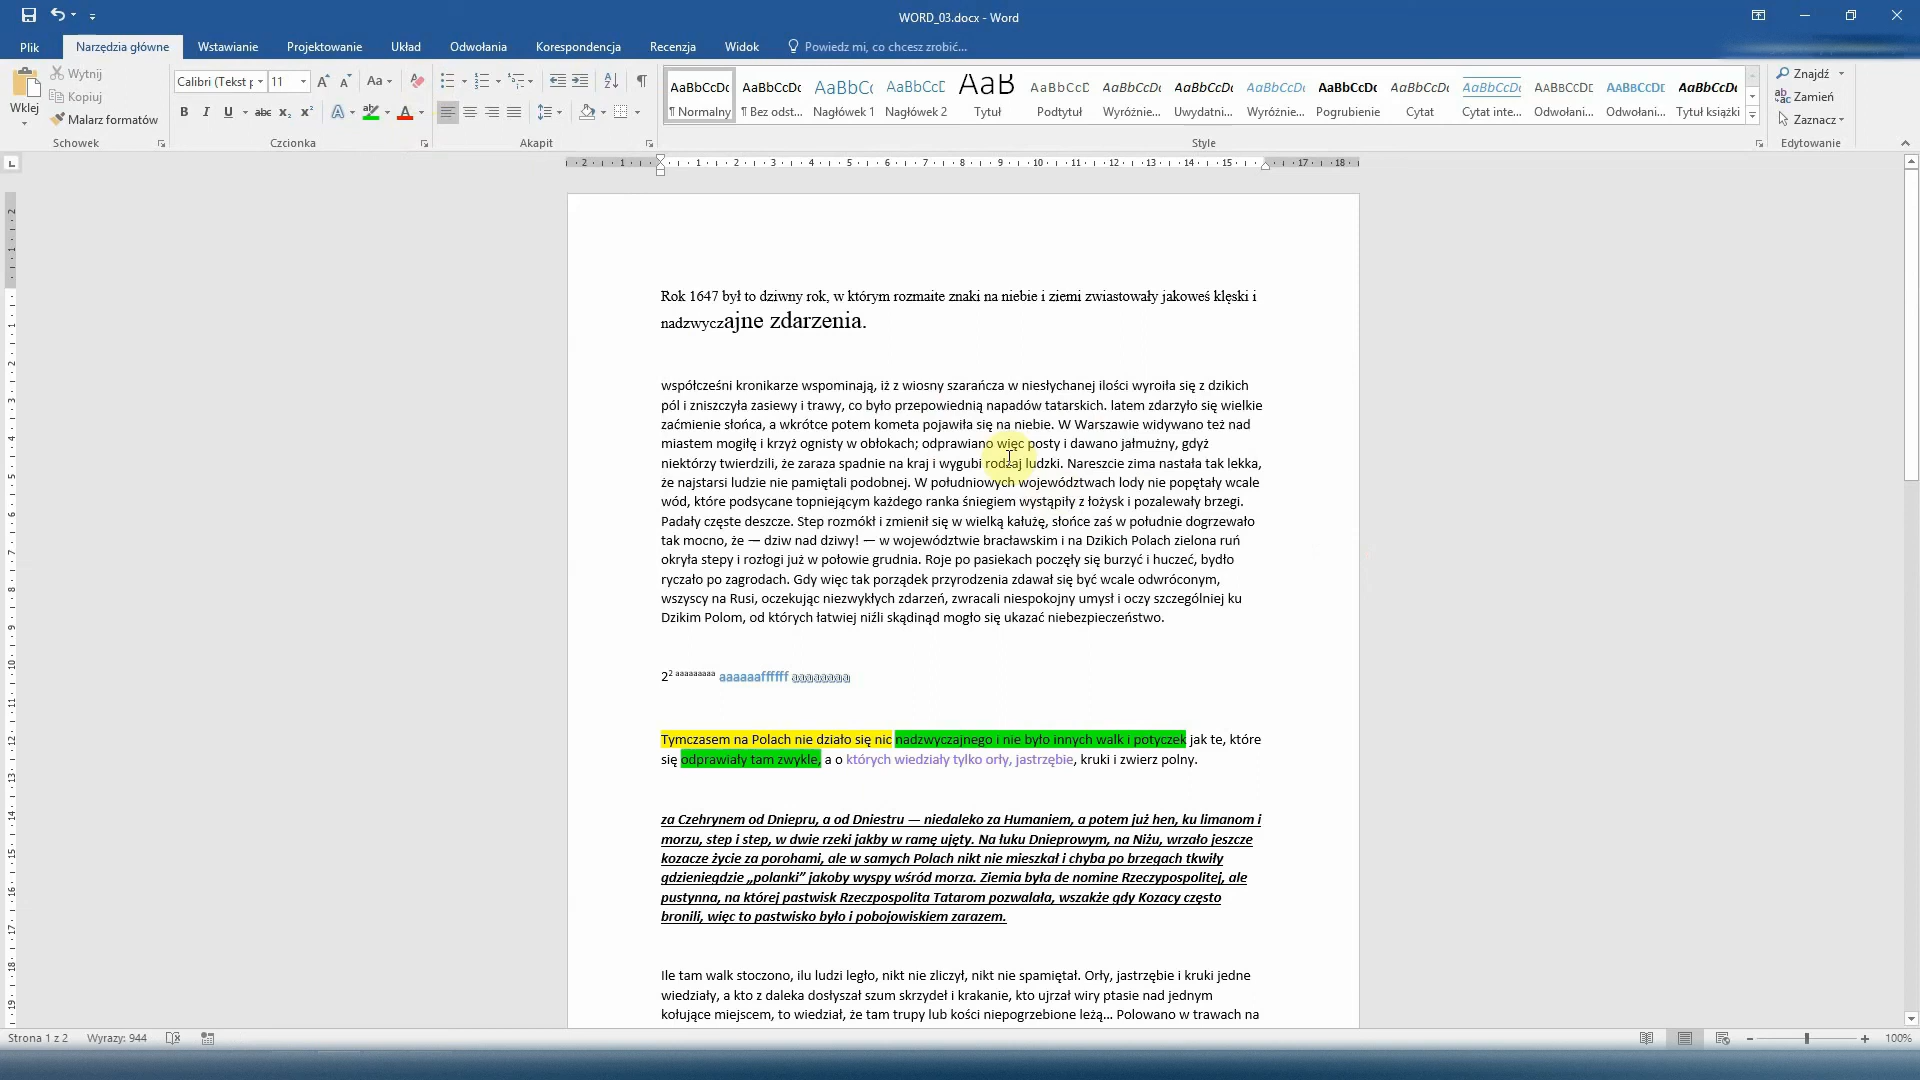 WORD_03.docx - Word
Plik Narzędzia główne Wstawianie Projektowanie Układ Odwołania Korespondencja Recenzja Widok Powiedz mi, co chcesz zrobić...
Wklej
Wytnij
Kopiuj
Malarz formatów
Schowek
Calibri (Tekst p 11
Czcionka
Akapit
AaBbCcDc AaBbCcDc AaBbCc AaBbCcD AaB AaBbCcD AaBbCcDc AaBbCcDc AaBbCcDc AaBbCcDc AaBbCcDc AaBbCcDc AABBCCDC AABBCCDC AaBbCcDc
¶ Normalny ¶ Bez odst... Nagłówek 1 Nagłówek 2 Tytuł Podtytuł Wyróżnie... Uwydatni... Wyróżnie... Pogrubienie Cytat Cytat inte... Odwołani... Odwołani... Tytuł książki
Style
Znajdź
Zamień
Zaznacz
Edytowanie
Rok 1647 był to dziwny rok, w którym rozmaite znaki na niebie i ziemi zwiastowały jakoweś klęski i
nadzwyczajne zdarzenia.
współcześni kronikarze wspominają, iż z wiosny szarańcza w niesłychanej ilości wyroiła się z dzikich
pól i zniszczyła zasiewy i trawy, co było przepowiednią napadów tatarskich. latem zdarzyło się wielkie
zaćmienie słońca, a wkrótce potem kometa pojawiła się na niebie. W Warszawie widywano też nad
miastem mogiłę i krzyż ognisty w obłokach; odprawiano więc posty i dawano jałmużny, gdyż
niektórzy twierdzili, że zaraza spadnie na kraj i wygubi rodzaj ludzki. Nareszcie zima nastała tak lekka,
że najstarsi ludzie nie pamiętali podobnej. W południowych województwach lody nie popętały wcale
wód, które podsycane topniejącym każdego ranka śniegiem wystąpiły z łożysk i pozalewały brzegi.
Padały częste deszcze. Step rozmókł i zmienił się w wielką kałużę, słońce zaś w południe dogrzewało
tak mocno, że — dziw nad dziwy! — w województwie bracławskim i na Dzikich Polach zielona ruń
okryła stepy i rozłogi już w połowie grudnia. Roje po pasiekach poczęły się burzyć i huczeć, bydło
ryczało po zagrodach. Gdy więc tak porządek przyrodzenia zdawał się być wcale odwróconym,
wszyscy na Rusi, oczekując niezwykłych zdarzeń, zwracali niespokojny umysł i oczy szczególniej ku
Dzikim Polom, od których łatwiej niźli skądinąd mogło się ukazać niebezpieczeństwo.
2² aaaaaaaaa aaaaaaffffff aaaaaaaa
Tymczasem na Polach nie działo się nic nadzwyczajnego i nie było innych walk i potyczek jak te, które
się odprawiały tam zwykle, a o których wiedziały tylko orły, jastrzębie, kruki i zwierz polny.
za Czehrynem od Dniepru, a od Dniestru — niedaleko za Humaniem, a potem już hen, ku limanom i
morzu, step i step, w dwie rzeki jakby w ramę ujęty. Na łuku Dnieprowym, na Niżu, wrzało jeszcze
kozacze życie za porohami, ale w samych Polach nikt nie mieszkał i chyba po brzegach tkwiły
gdzieniegdzie „polanki” jakoby wyspy wśród morza. Ziemia była de nomine Rzeczypospolitej, ale
pustynna, na której pastwisk Rzeczpospolita Tatarom pozwalała, wszakże gdy Kozacy często
bronili, więc to pastwisko było i pobojowiskiem zarazem.
Ile tam walk stoczono, ilu ludzi legło, nikt nie zliczył, nikt nie spamiętał. Orły, jastrzębie i kruki jedne
wiedziały, a kto z daleka dosłyszał szum skrzydeł i krakanie, kto ujrzał wiry ptasie nad jednym
kołujące miejscem, to wiedział, że tam trupy lub kości niepogrzebione leżą... Polowano w trawach na
Strona 1 z 2 Wyrazy: 944 100%